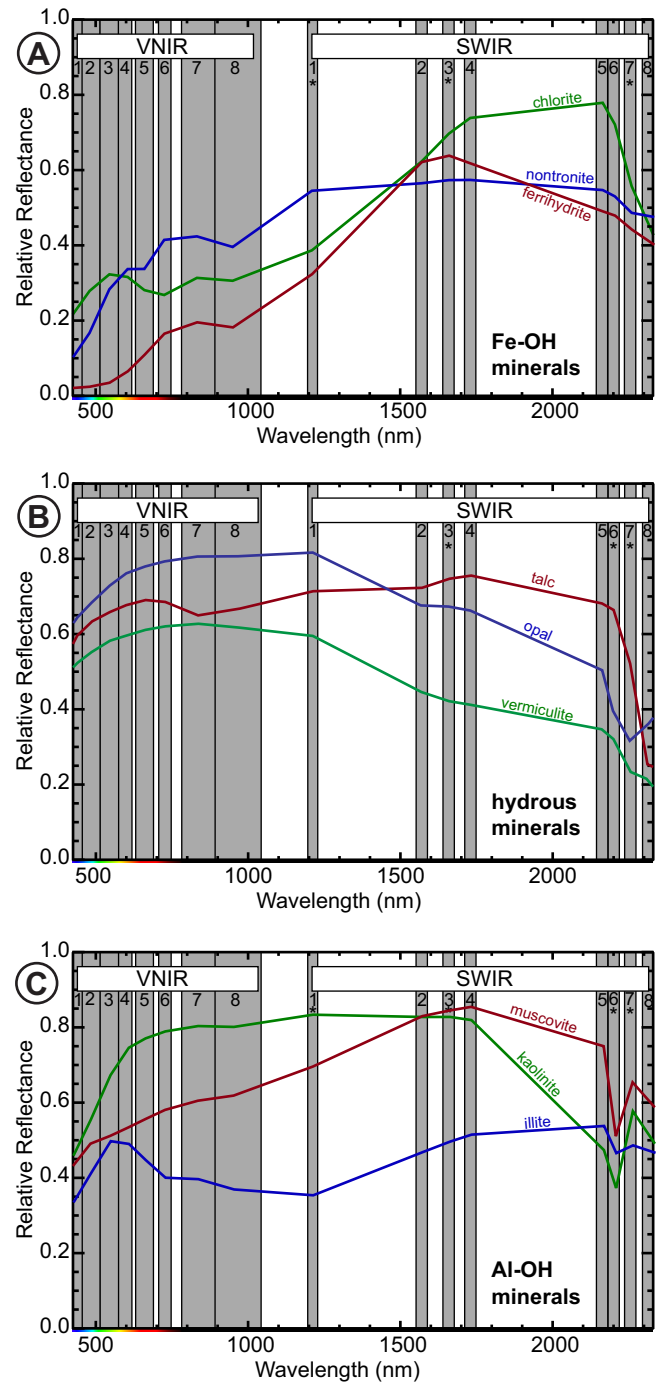 A
VNIR SWIR
1 2 3 4 5 6 7 8 1 2 3 4 5 6 7 8
* * *
chlorite
nontronite
ferrihydrite
Fe-OH
minerals
Relative Reflectance
1.0
0.8
0.6
0.4
0.2
0.0
500 1000 1500 2000
Wavelength (nm)
B
VNIR SWIR
1 2 3 4 5 6 7 8 1 2 3 4 5 6 7 8
* * *
talc
opal
vermiculite
hydrous
minerals
Relative Reflectance
1.0
0.8
0.6
0.4
0.2
0.0
500 1000 1500 2000
Wavelength (nm)
C
VNIR SWIR
1 2 3 4 5 6 7 8 1 2 3 4 5 6 7 8
* * * *
muscovite
kaolinite
illite
Al-OH
minerals
Relative Reflectance
1.0
0.8
0.6
0.4
0.2
0.0
500 1000 1500 2000
Wavelength (nm)